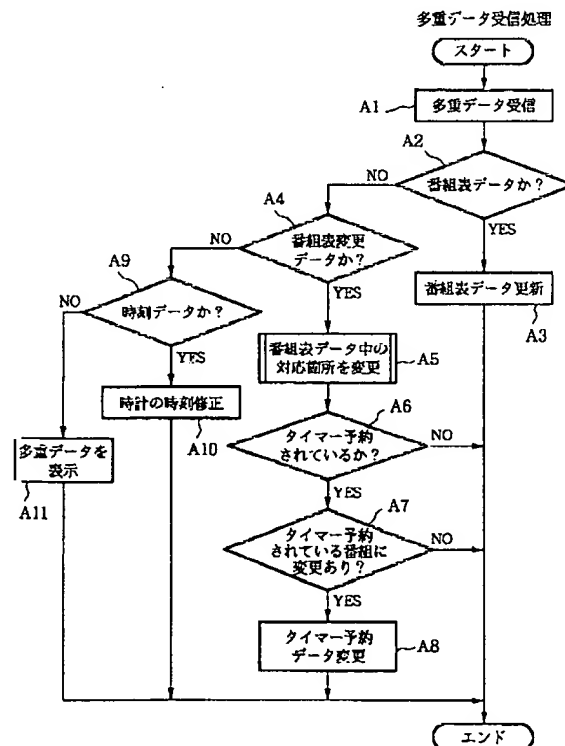 多重データ受信処理
スタート
A1
多重データ受信
A2
番組表データか?
NO
YES
A4
番組表変更
データか?
NO
YES
A9
時刻データか?
NO
YES
番組表データ更新
A3
番組表データ中の
対応箇所を変更
A5
時計の時刻修正
A10
A6
タイマー予約
されているか?
NO
YES
多重データを
表示
A11
A7
タイマー予約
されている番組に
変更あり?
NO
YES
タイマー予約
データ変更
A8
エンド